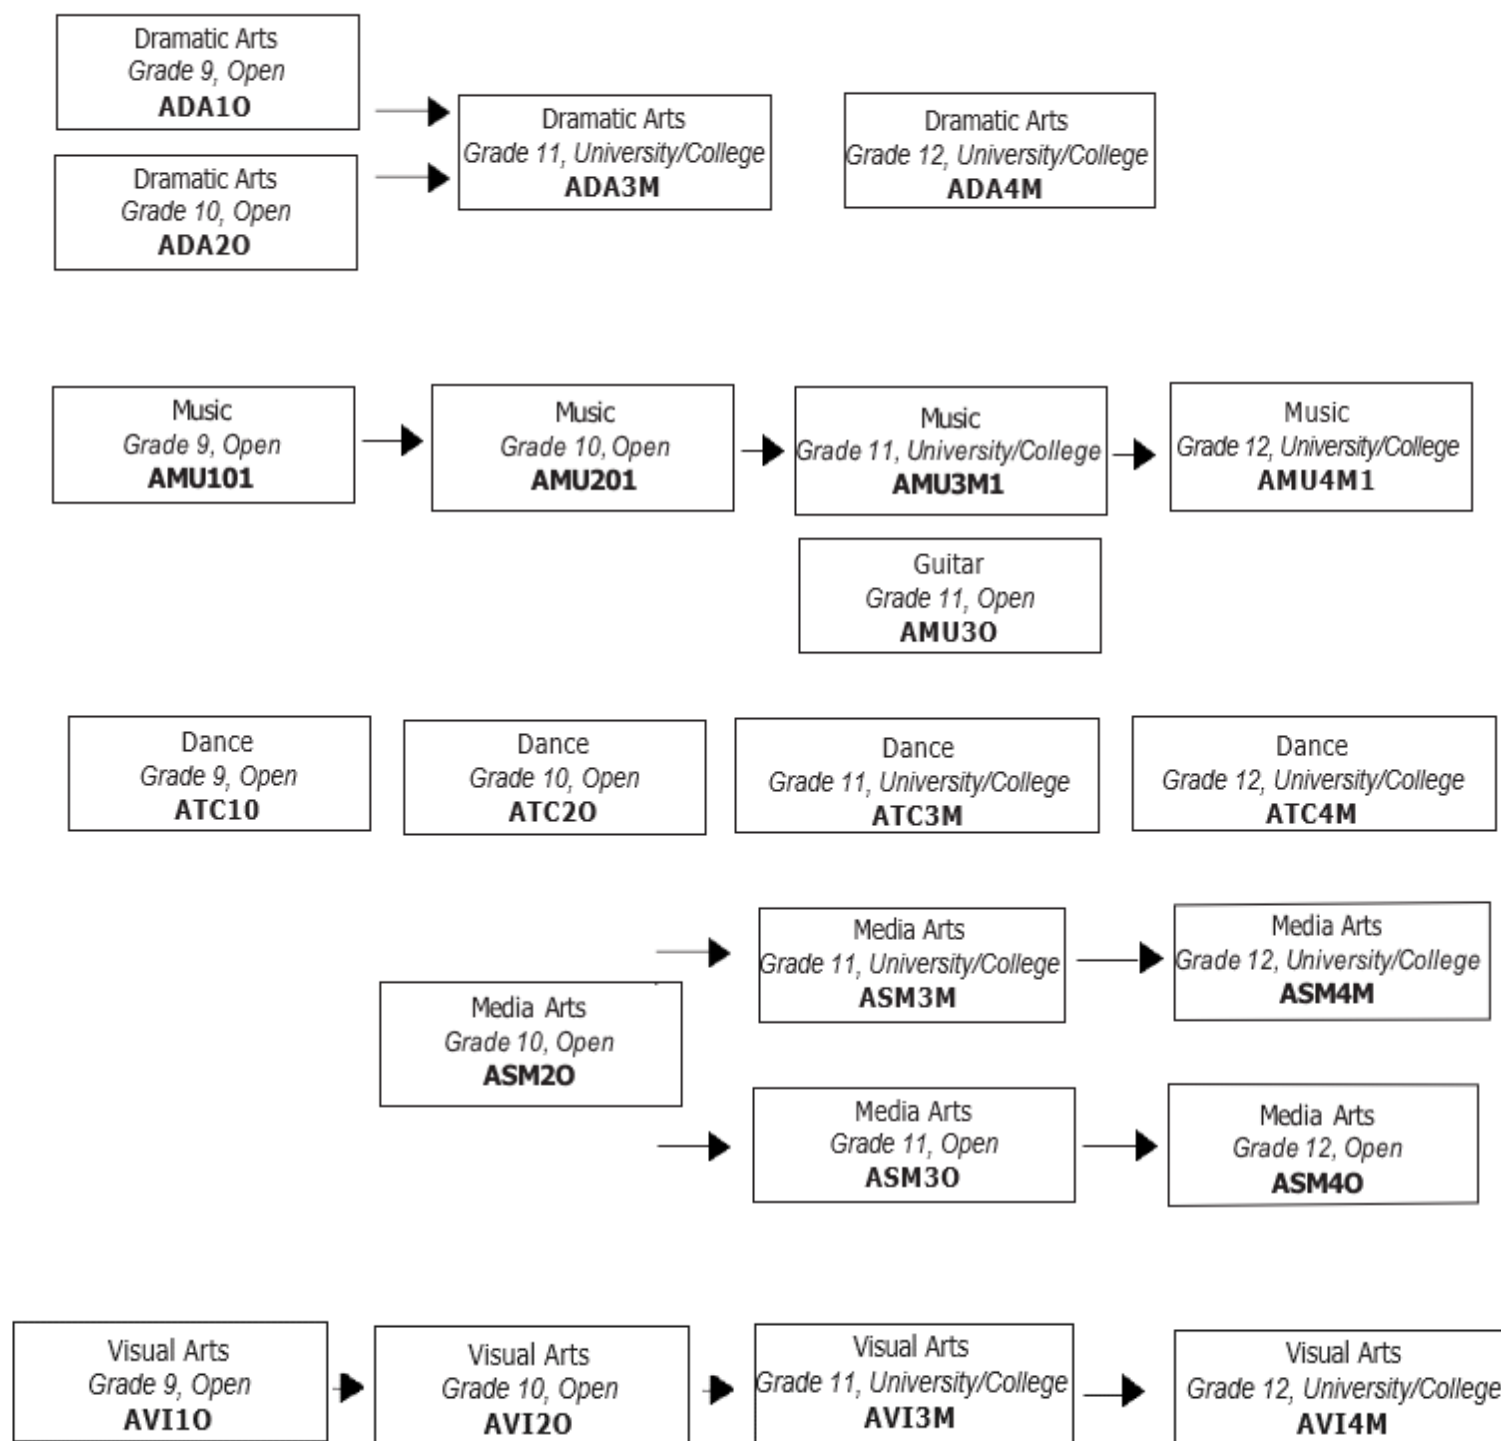 Dramatic Arts
Grade 9, Open
ADA1O
Dramatic Arts
Grade 10, Open
ADA2O
Dramatic Arts
Grade 11, University/College
ADA3M
Dramatic Arts
Grade 12, University/College
ADA4M
Music
Grade 9, Open
AMU101
Music
Grade 10, Open
AMU201
Music
Grade 11, University/College
AMU3M1
Music
Grade 12, University/College
AMU4M1
Guitar
Grade 11, Open
AMU3O
Dance
Grade 9, Open
ATC10
Dance
Grade 10, Open
ATC2O
Dance
Grade 11, University/College
ATC3M
Dance
Grade 12, University/College
ATC4M
Media Arts
Grade 10, Open
ASM2O
Media Arts
Grade 11, University/College
ASM3M
Media Arts
Grade 12, University/College
ASM4M
Media Arts
Grade 11, Open
ASM3O
Media Arts
Grade 12, Open
ASM4O
Visual Arts
Grade 9, Open
AVI1O
Visual Arts
Grade 10, Open
AVI2O
Visual Arts
Grade 11, University/College
AVI3M
Visual Arts
Grade 12, University/College
AVI4M